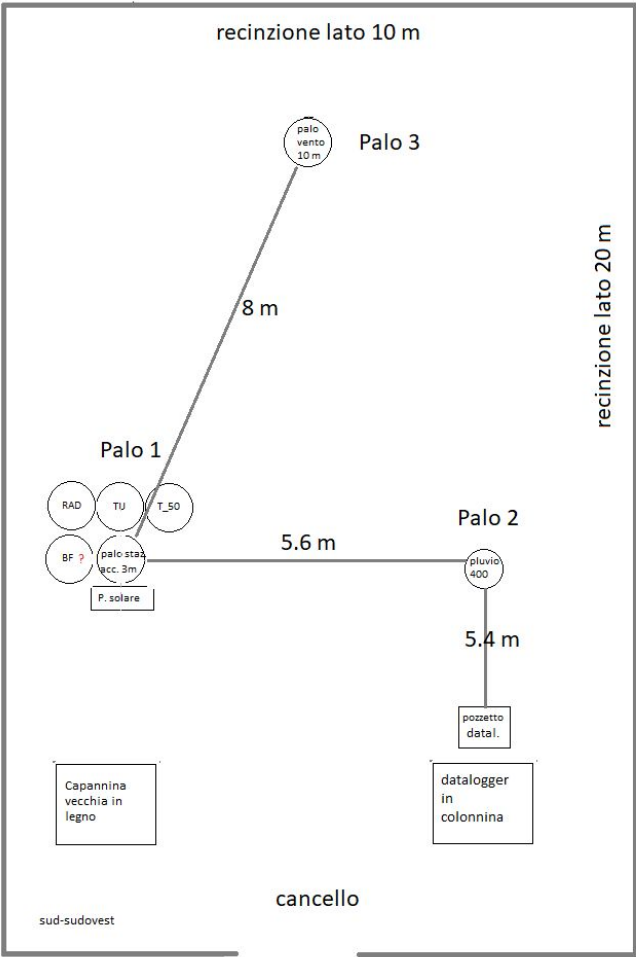 recinzione lato 10 m
palo
vento
10 m
Palo 3
recinzione lato 20 m
8 m
Palo 1
RAD
TU
T_50
Palo 2
BF ?
palo staz.
acc. 3m
5.6 m
pluvio
400
P. solare
5.4 m
pozzetto
datal.
Capannina
vecchia in
legno
datalogger
in
colonnina
cancello
sud-sudovest